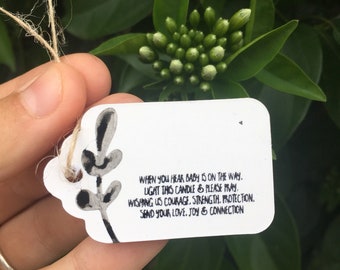 WHEN YOU HEAR BABY IS ON THE WAY,
LIGHT THIS CANDLE & PLEASE PRAY,
WISHING US COURAGE, STRENGTH, PROTECTION,
SEND YOUR LOVE, JOY & CONNECTION